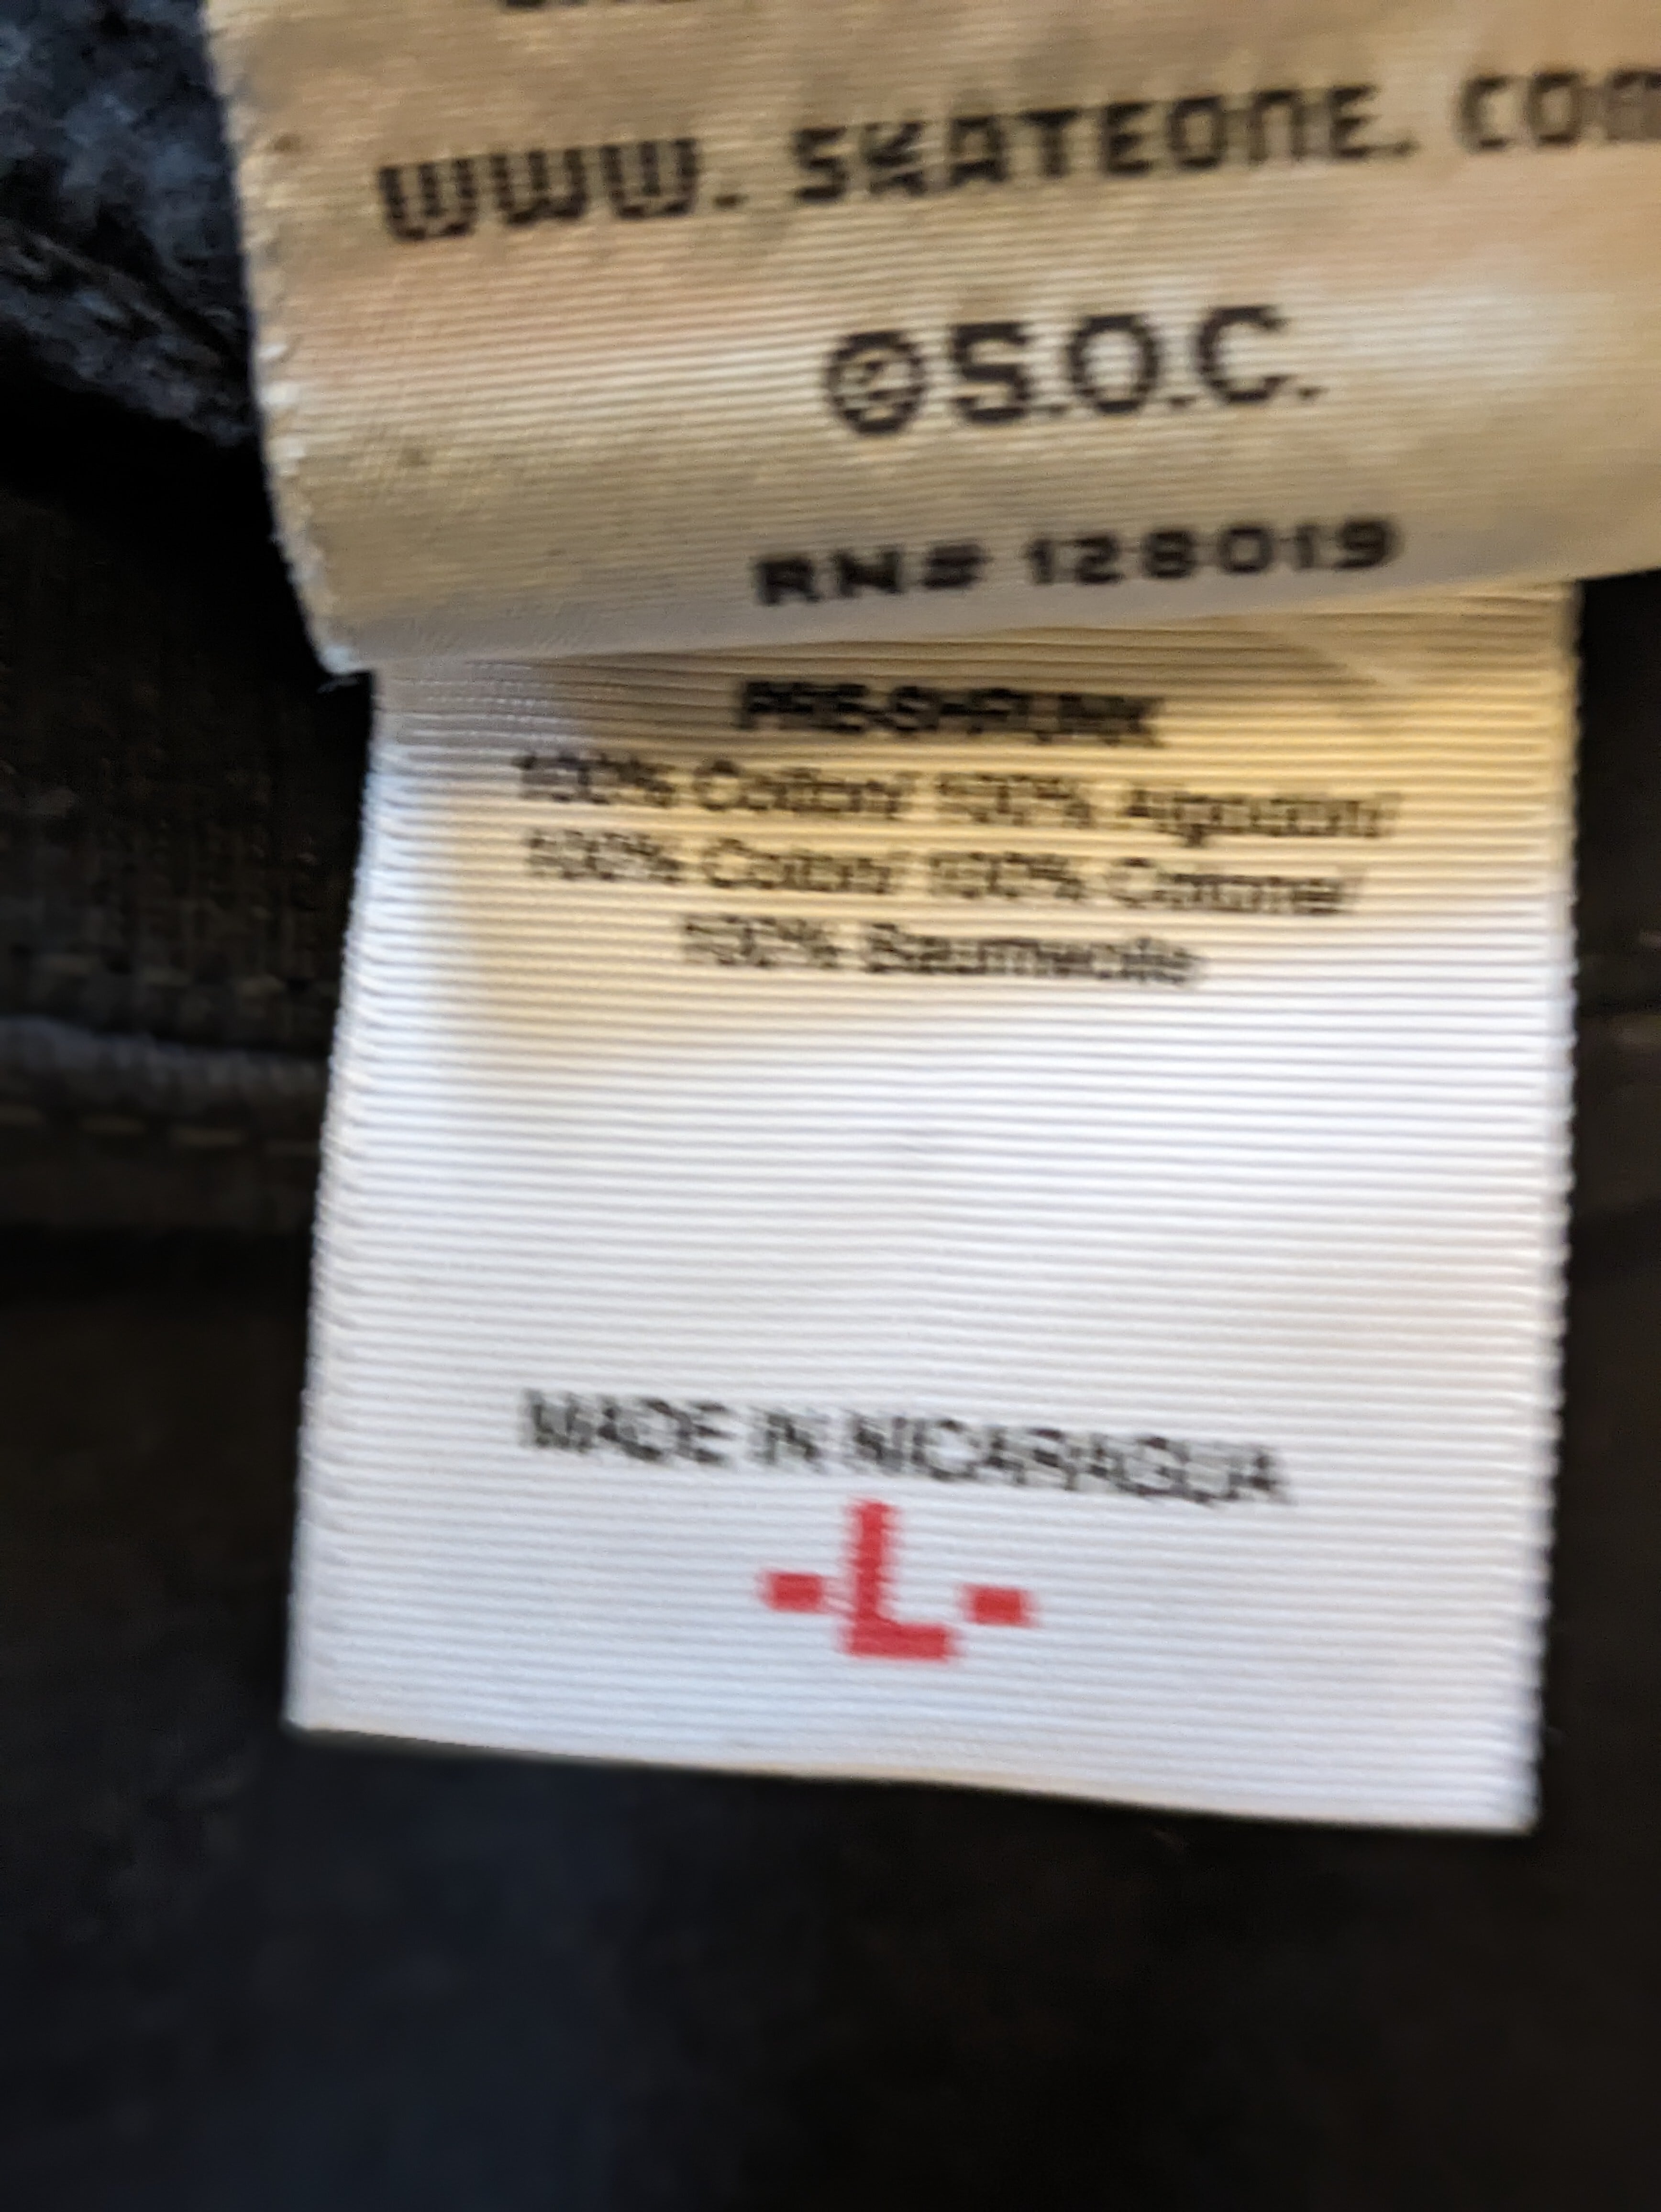 WWW. SKATEONE. COM
©S.O.C.
RN# 128019
PRE-SHRUNK
100% Cotton/ 100% Algodon/
100% Coton/ 100% Cotone/
100% Baumwolle
MADE IN NICARAGUA
-L-